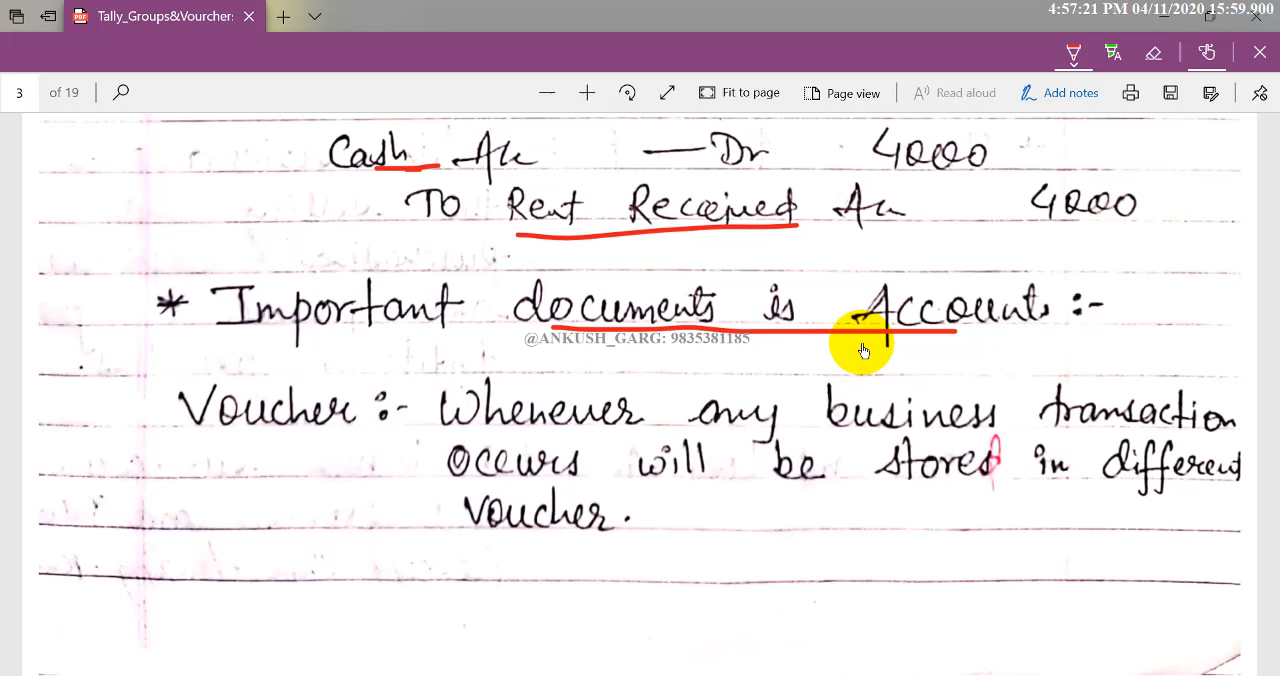 Tally_Groups&Vourcher:
4:57:21 PM 04/11/2020 15:59.900
3 of 19 Fit to page Page view Read aloud Add notes
Cash A/c — Dr 4000
To Rent Received A/c 4000
* Important documents is Account :-
@ANKUSH_GARG: 9835381185
Voucher :- Whenever any business transaction
occurs will be stored in different
voucher.